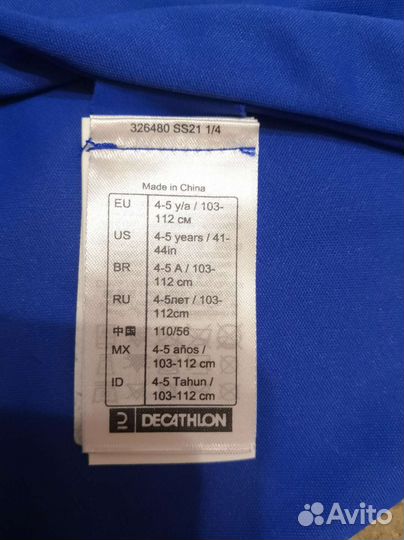 326480 SS21 1/4
Made in China
EU 4-5 y/a / 103-
112 см
US 4-5 years / 41-
44in
BR 4-5 A / 103-
112 cm
RU 4-5лет / 103-
112cm
中国 110/56
MX 4-5 años /
103-112 cm
ID 4-5 Tahun /
103-112 cm
DECATHLON
Avito